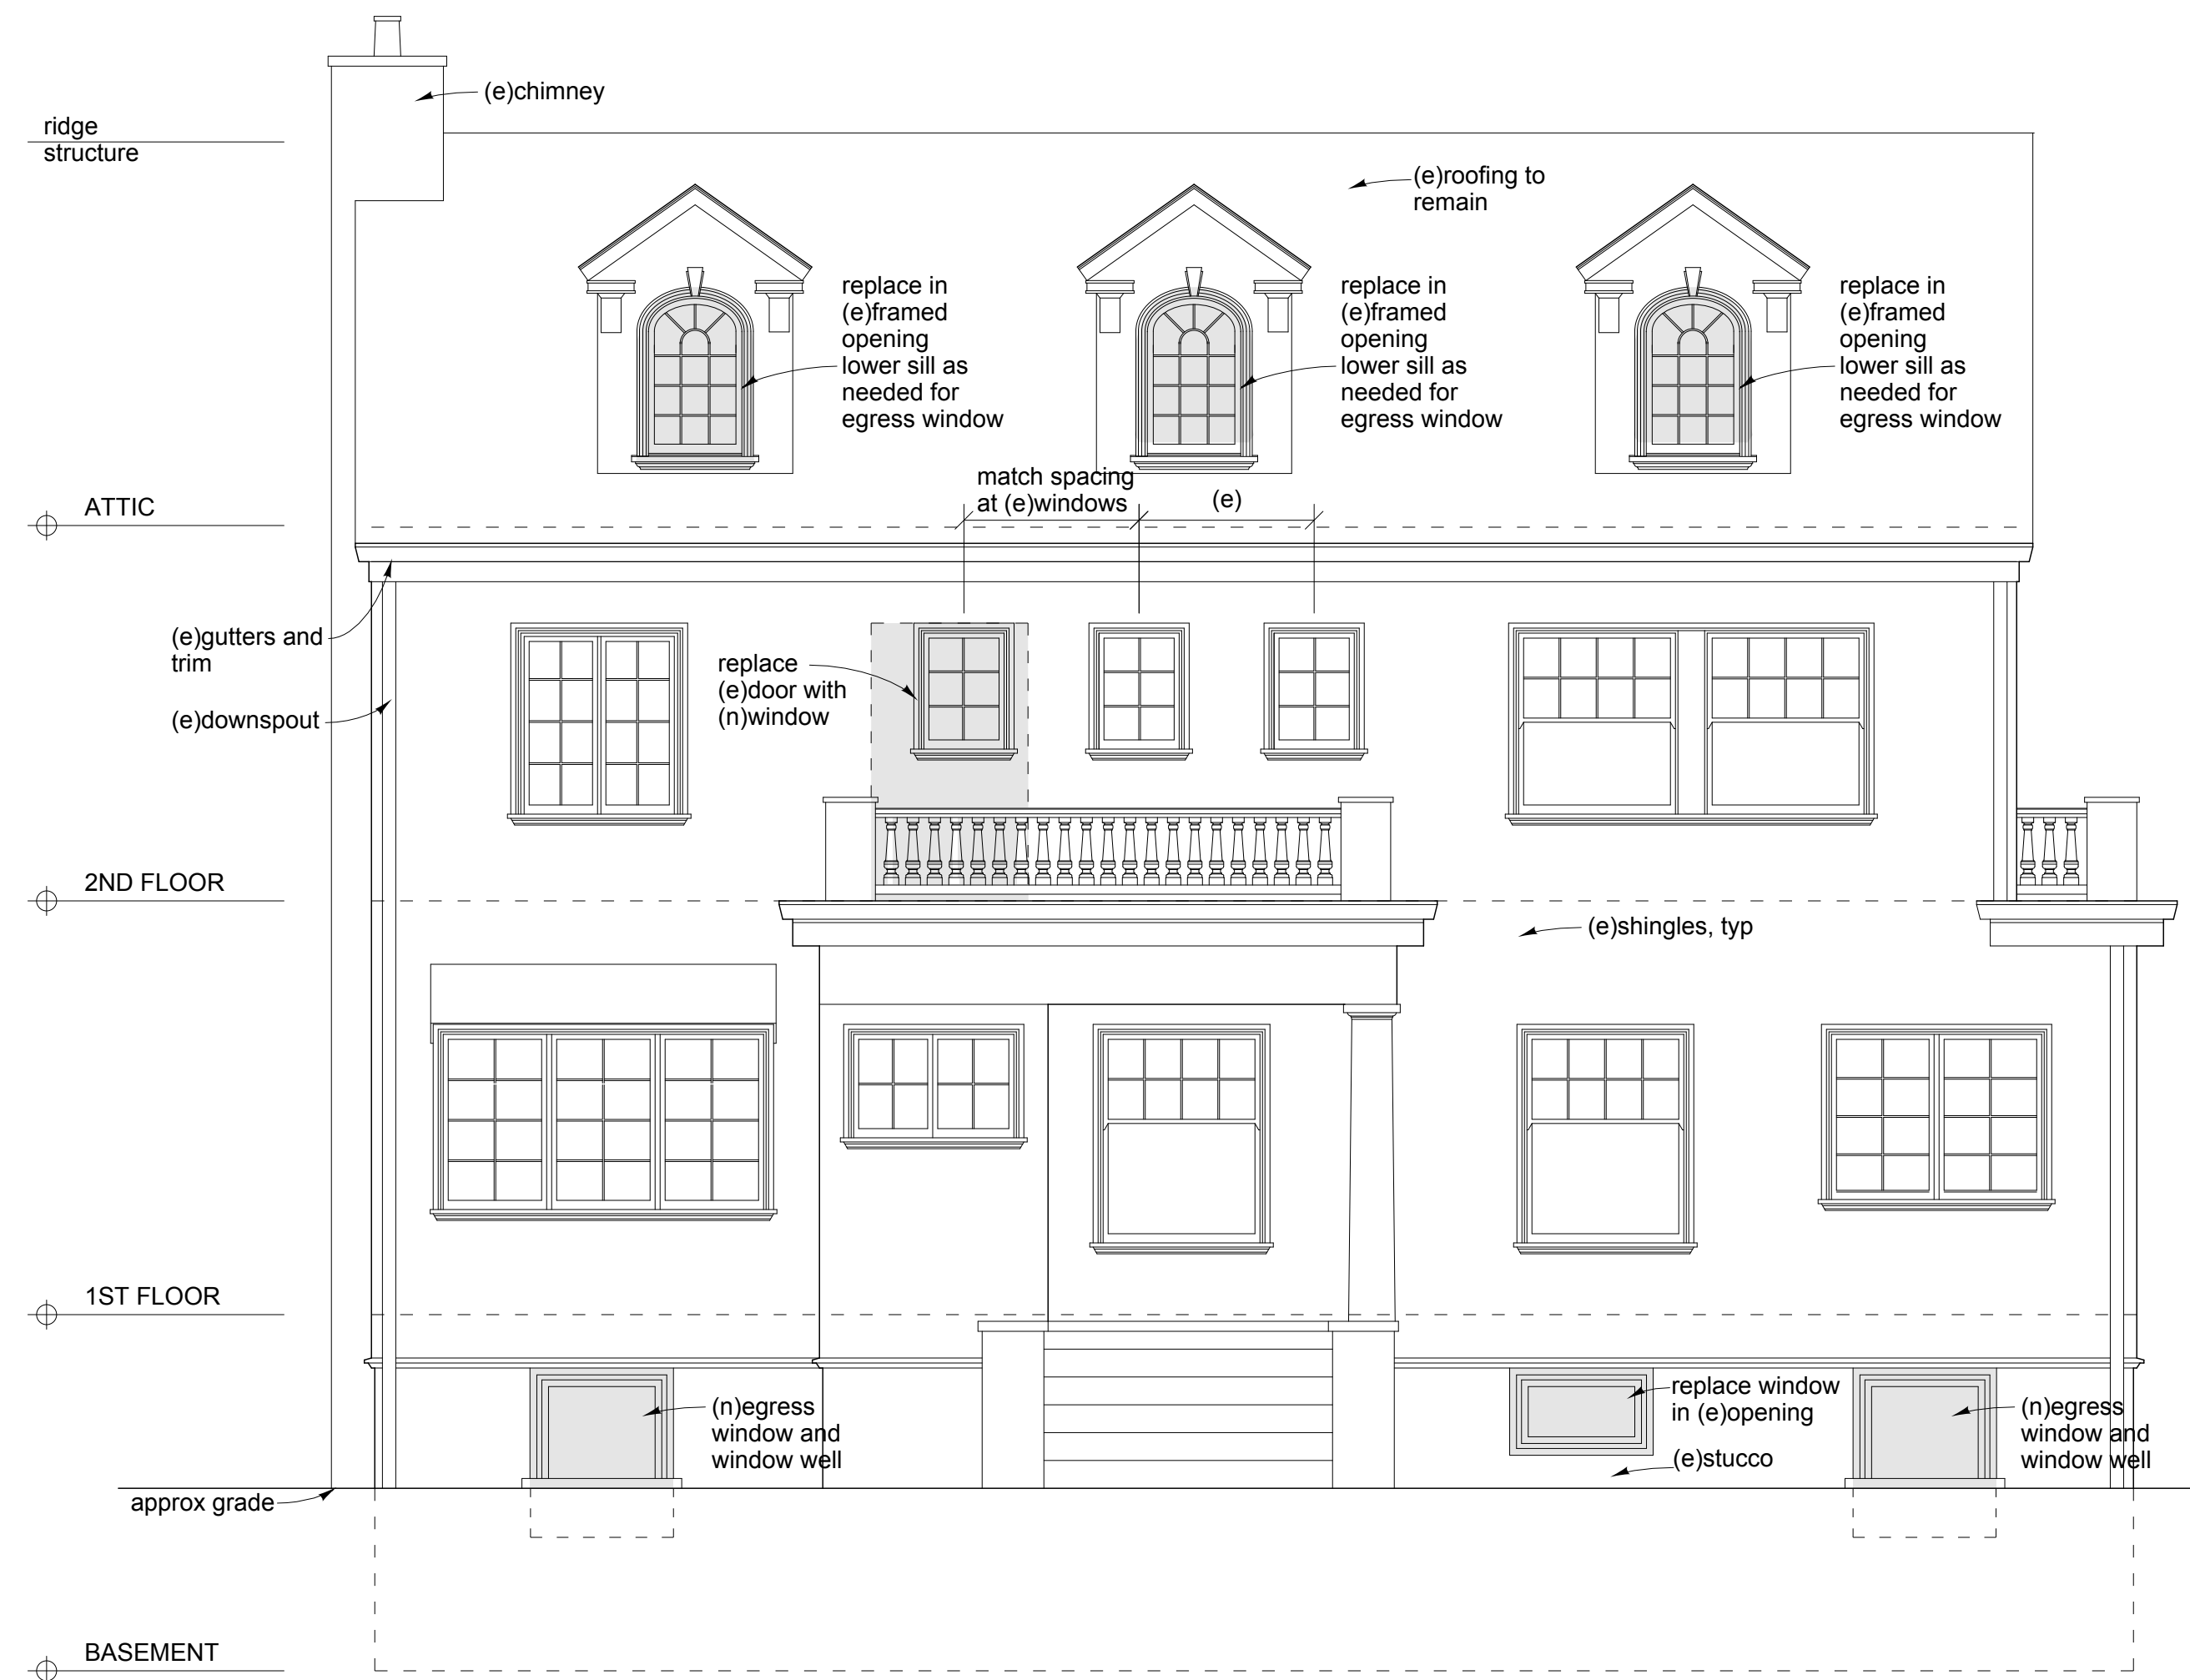 (e)chimney
ridge
structure
(e)roofing to
remain
replace in
(e)framed
opening
lower sill as
needed for
egress window
replace in
(e)framed
opening
lower sill as
needed for
egress window
replace in
(e)framed
opening
lower sill as
needed for
egress window
match spacing
at (e)windows
(e)
ATTIC
(e)gutters and
trim
(e)downspout
replace
(e)door with
(n)window
2ND FLOOR
(e)shingles, typ
1ST FLOOR
(n)egress
window and
window well
replace window
in (e)opening
(e)stucco
(n)egress
window and
window well
approx grade
BASEMENT